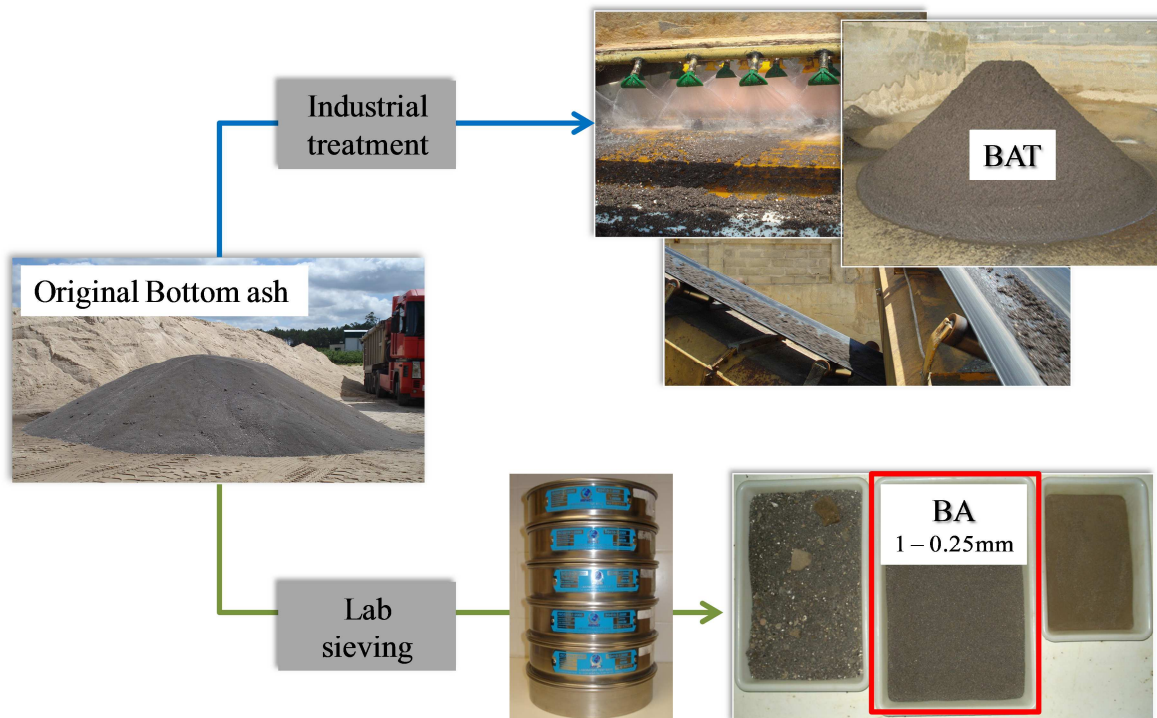 Industrial
treatment
BAT
Original Bottom ash
BA
1 – 0.25mm
Lab
sieving